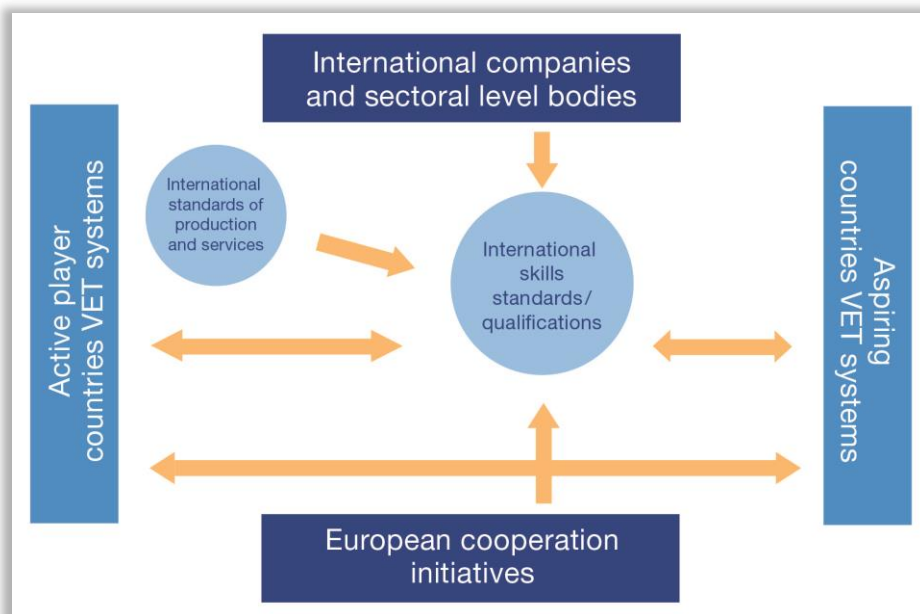 International companies
and sectoral level bodies
Active player
countries VET systems
International
standards of
production
and services
International
skills
standards/
qualifications
Aspiring
countries VET systems
European cooperation
initiatives